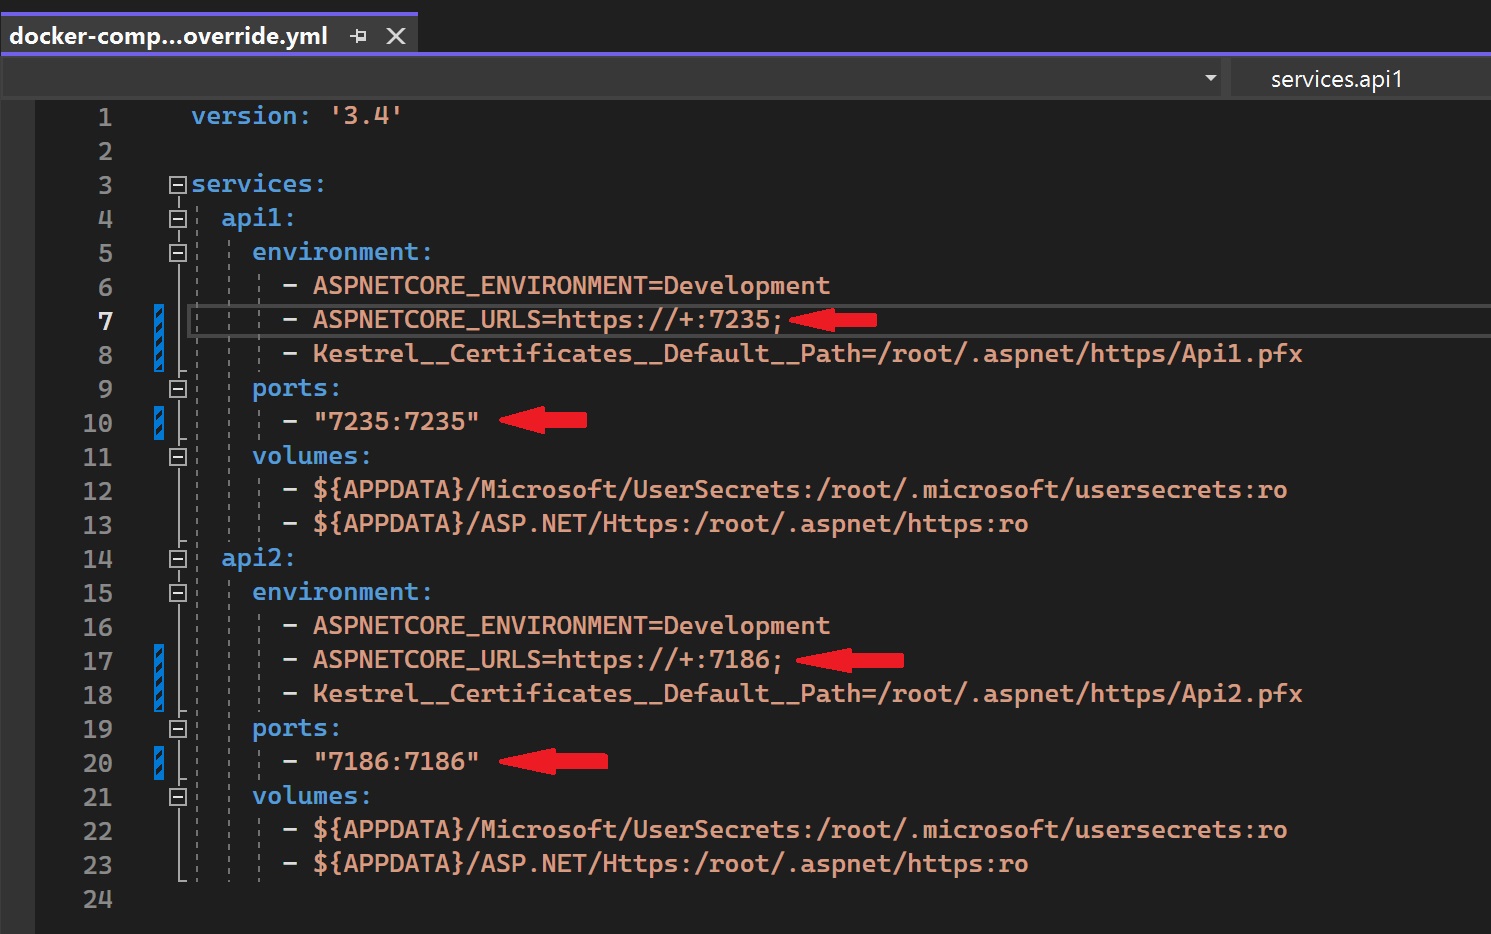 docker-comp...override.yml
services.api1
1 version: '3.4'
2
3 services:
4 api1:
5 environment:
6 - ASPNETCORE_ENVIRONMENT=Development
7 - ASPNETCORE_URLS=https://+:7235;
8 - Kestrel__Certificates__Default__Path=/root/.aspnet/https/Api1.pfx
9 ports:
10 - "7235:7235"
11 volumes:
12 - ${APPDATA}/Microsoft/UserSecrets:/root/.microsoft/usersecrets:ro
13 - ${APPDATA}/ASP.NET/Https:/root/.aspnet/https:ro
14 api2:
15 environment:
16 - ASPNETCORE_ENVIRONMENT=Development
17 - ASPNETCORE_URLS=https://+:7186;
18 - Kestrel__Certificates__Default__Path=/root/.aspnet/https/Api2.pfx
19 ports:
20 - "7186:7186"
21 volumes:
22 - ${APPDATA}/Microsoft/UserSecrets:/root/.microsoft/usersecrets:ro
23 - ${APPDATA}/ASP.NET/Https:/root/.aspnet/https:ro
24